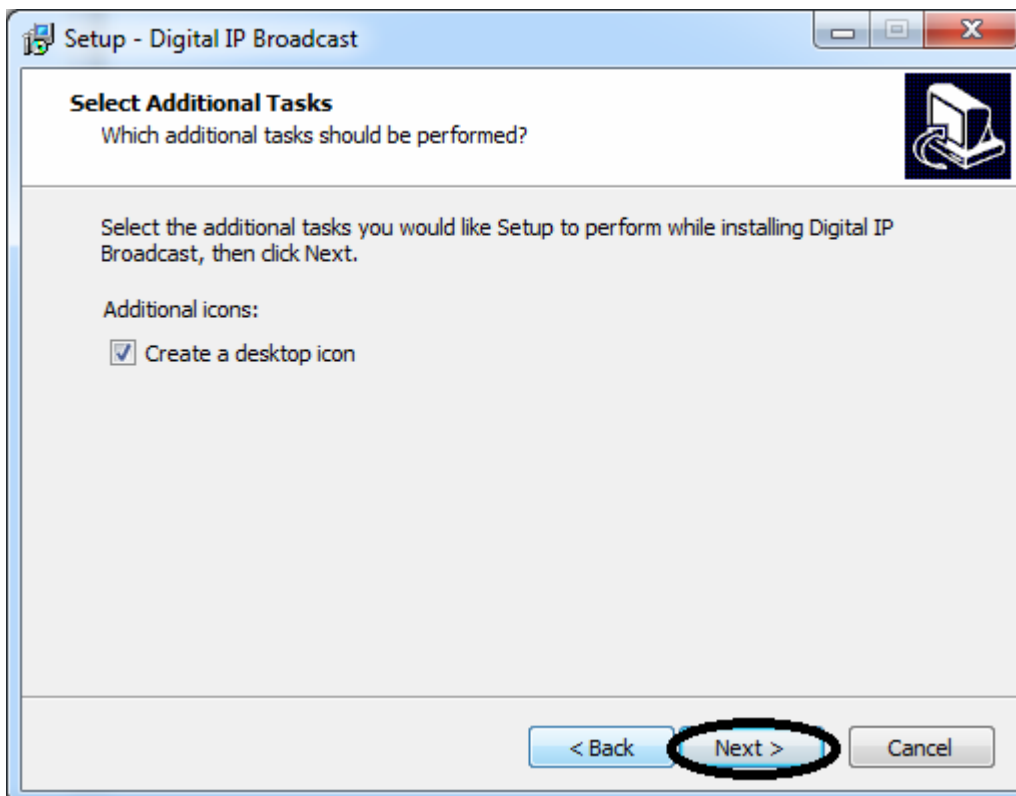 Setup - Digital IP Broadcast
Select Additional Tasks
Which additional tasks should be performed?
Select the additional tasks you would like Setup to perform while installing Digital IP
Broadcast, then click Next.
Additional icons:
Create a desktop icon
< Back Next > Cancel